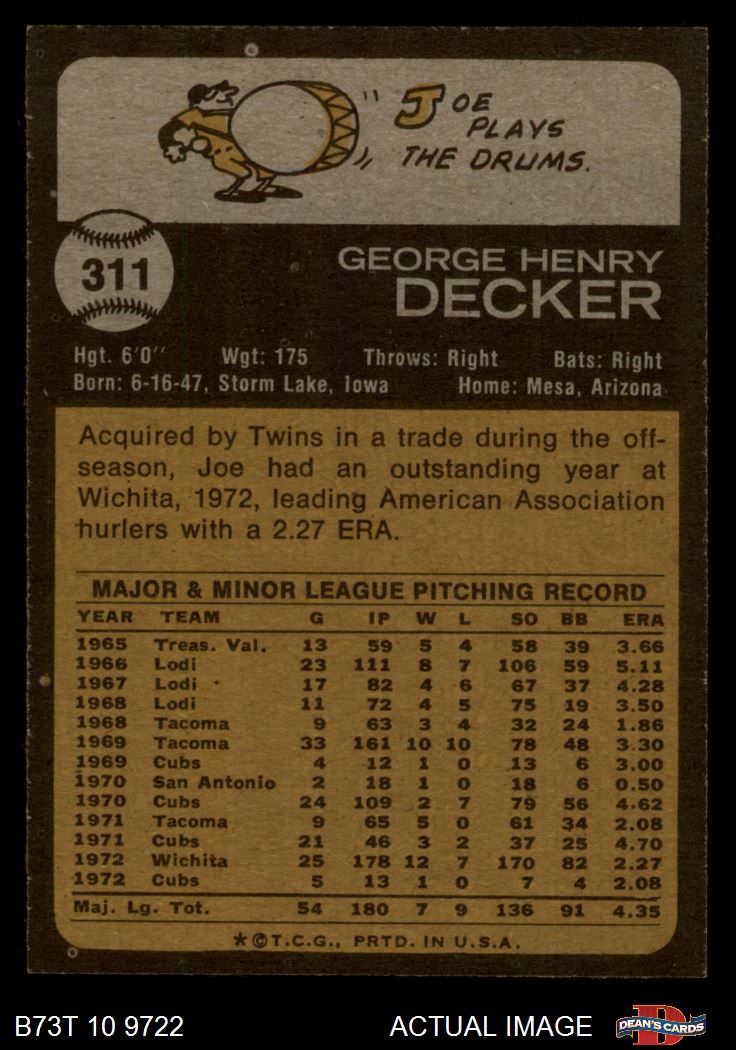 JOE
PLAYS
THE DRUMS.
311
GEORGE HENRY
DECKER
Hgt. 6'0" Wgt: 175 Throws: Right Bats: Right
Born: 6-16-47, Storm Lake, Iowa Home: Mesa, Arizona
Acquired by Twins in a trade during the off-
season, Joe had an outstanding year at
Wichita, 1972, leading American Association
hurlers with a 2.27 ERA.
MAJOR & MINOR LEAGUE PITCHING RECORD
YEAR TEAM G IP W L SO BB ERA
1965 Treas. Val. 13 59 5 4 58 39 3.66
1966 Lodi 23 111 8 7 106 59 5.11
1967 Lodi 17 82 4 6 67 37 4.28
1968 Lodi 11 72 4 5 75 19 3.50
1968 Tacoma 9 63 3 4 32 24 1.86
1969 Tacoma 33 161 10 10 78 48 3.30
1969 Cubs 4 12 1 0 13 6 3.00
1970 San Antonio 2 18 1 0 18 6 0.50
1970 Cubs 24 109 2 7 79 56 4.62
1971 Tacoma 9 65 5 0 61 34 2.08
1971 Cubs 21 46 3 2 37 25 4.70
1972 Wichita 25 178 12 7 170 82 2.27
1972 Cubs 5 13 1 0 7 4 2.08
Maj. Lg. Tot. 54 180 7 9 136 91 4.35
*©T.C.G., PRTD. IN U.S.A.
B73T 10 9722 ACTUAL IMAGE D DEAN'S CARDS